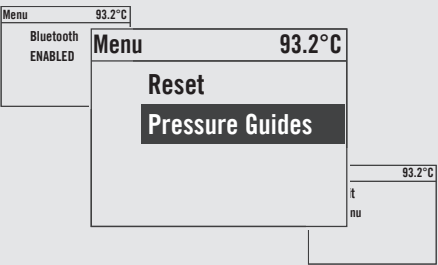 Menu 93.2°C
Bluetooth
ENABLED
Menu 93.2°C
Reset
Pressure Guides
93.2°C